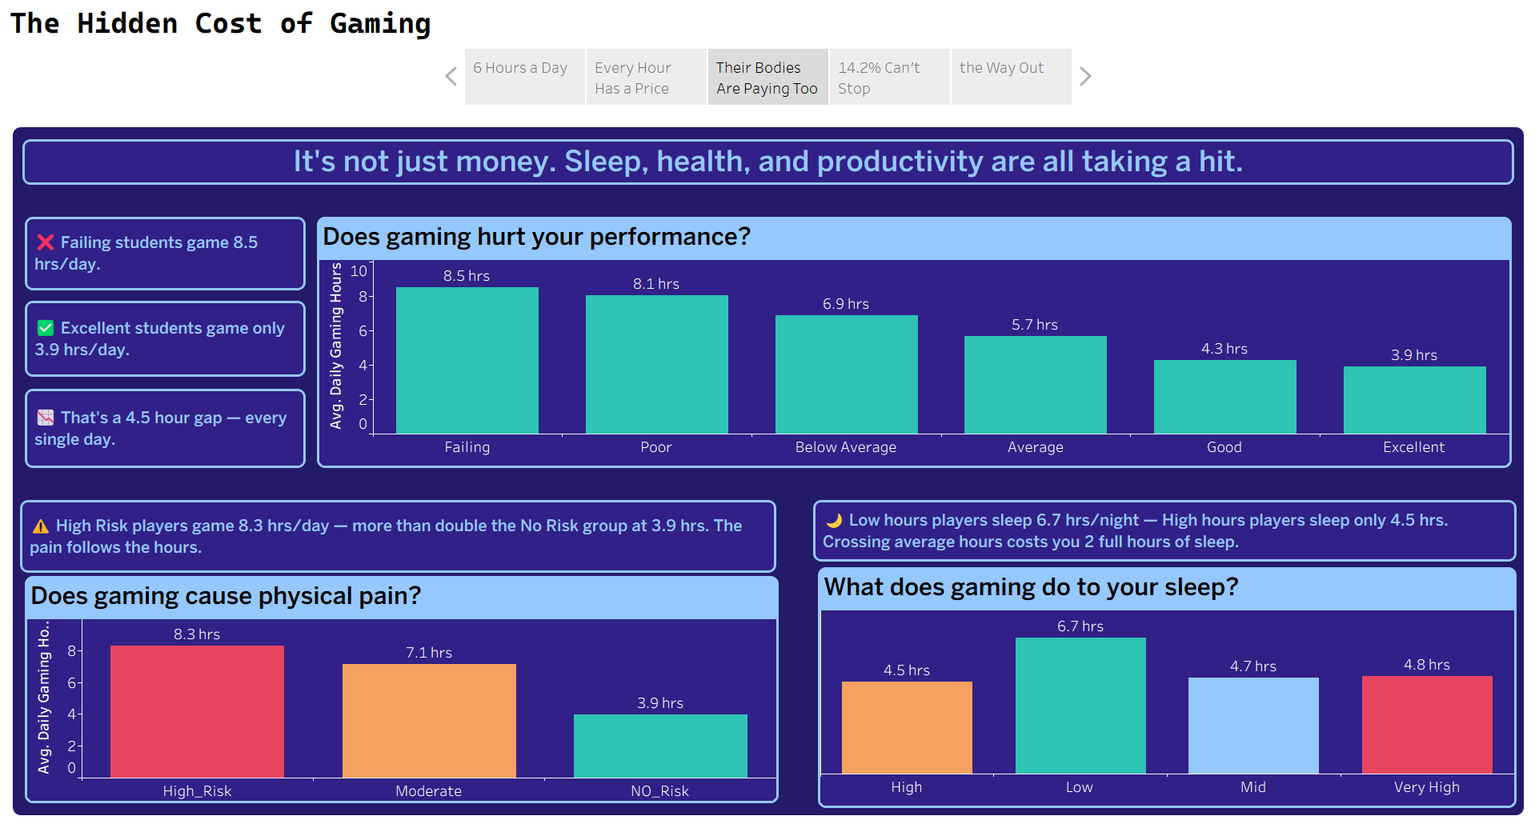 The Hidden Cost of Gaming
6 Hours a Day
Every Hour
Has a Price
Their Bodies
Are Paying Too
14.2% Can't
Stop
the Way Out
It's not just money. Sleep, health, and productivity are all taking a hit.
❌ Failing students game 8.5
hrs/day.
✅ Excellent students game only
3.9 hrs/day.
📉 That's a 4.5 hour gap — every
single day.
Does gaming hurt your performance?
Avg. Daily Gaming Hours
10
8
6
4
2
0
8.5 hrs
8.1 hrs
6.9 hrs
5.7 hrs
4.3 hrs
3.9 hrs
Failing
Poor
Below Average
Average
Good
Excellent
⚠️ High Risk players game 8.3 hrs/day — more than double the No Risk group at 3.9 hrs. The
pain follows the hours.
Does gaming cause physical pain?
Avg. Daily Gaming Ho..
8
6
4
2
0
8.3 hrs
7.1 hrs
3.9 hrs
High_Risk
Moderate
NO_Risk
🌙 Low hours players sleep 6.7 hrs/night — High hours players sleep only 4.5 hrs.
Crossing average hours costs you 2 full hours of sleep.
What does gaming do to your sleep?
4.5 hrs
6.7 hrs
4.7 hrs
4.8 hrs
High
Low
Mid
Very High